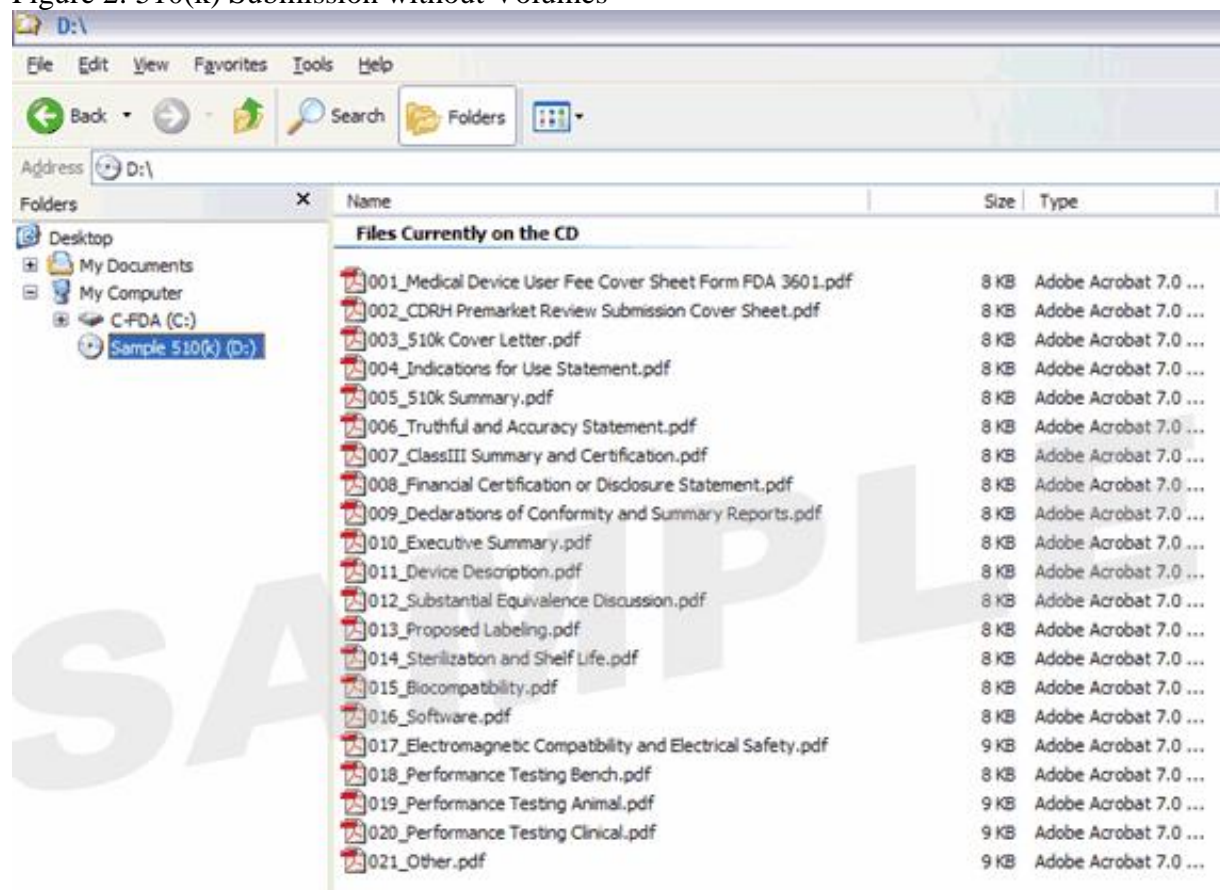 Figure 2. 510(k) Submission without Volumes
D:\
File Edit View Favorites Tools Help
Back Search Folders
Address D:\
Folders x Name Size Type
Files Currently on the CD
Desktop
My Documents
My Computer
C-FDA (C:)
Sample 510(k) (D:)
001_Medical Device User Fee Cover Sheet Form FDA 3601.pdf 8 KB Adobe Acrobat 7.0 ...
002_CDRH Premarket Review Submission Cover Sheet.pdf 8 KB Adobe Acrobat 7.0 ...
003_510k Cover Letter.pdf 8 KB Adobe Acrobat 7.0 ...
004_Indications for Use Statement.pdf 8 KB Adobe Acrobat 7.0 ...
005_510k Summary.pdf 8 KB Adobe Acrobat 7.0 ...
006_Truthful and Accuracy Statement.pdf 8 KB Adobe Acrobat 7.0 ...
007_ClassIII Summary and Certification.pdf 8 KB Adobe Acrobat 7.0 ...
008_Financial Certification or Disclosure Statement.pdf 8 KB Adobe Acrobat 7.0 ...
009_Declarations of Conformity and Summary Reports.pdf 8 KB Adobe Acrobat 7.0 ...
010_Executive Summary.pdf 8 KB Adobe Acrobat 7.0 ...
011_Device Description.pdf 8 KB Adobe Acrobat 7.0 ...
012_Substantial Equivalence Discussion.pdf 8 KB Adobe Acrobat 7.0 ...
013_Proposed Labeling.pdf 8 KB Adobe Acrobat 7.0 ...
014_Sterilization and Shelf Life.pdf 8 KB Adobe Acrobat 7.0 ...
015_Biocompatibility.pdf 8 KB Adobe Acrobat 7.0 ...
016_Software.pdf 8 KB Adobe Acrobat 7.0 ...
017_Electromagnetic Compatibility and Electrical Safety.pdf 9 KB Adobe Acrobat 7.0 ...
018_Performance Testing Bench.pdf 8 KB Adobe Acrobat 7.0 ...
019_Performance Testing Animal.pdf 9 KB Adobe Acrobat 7.0 ...
020_Performance Testing Clinical.pdf 9 KB Adobe Acrobat 7.0 ...
021_Other.pdf 9 KB Adobe Acrobat 7.0 ...
SAMPLE